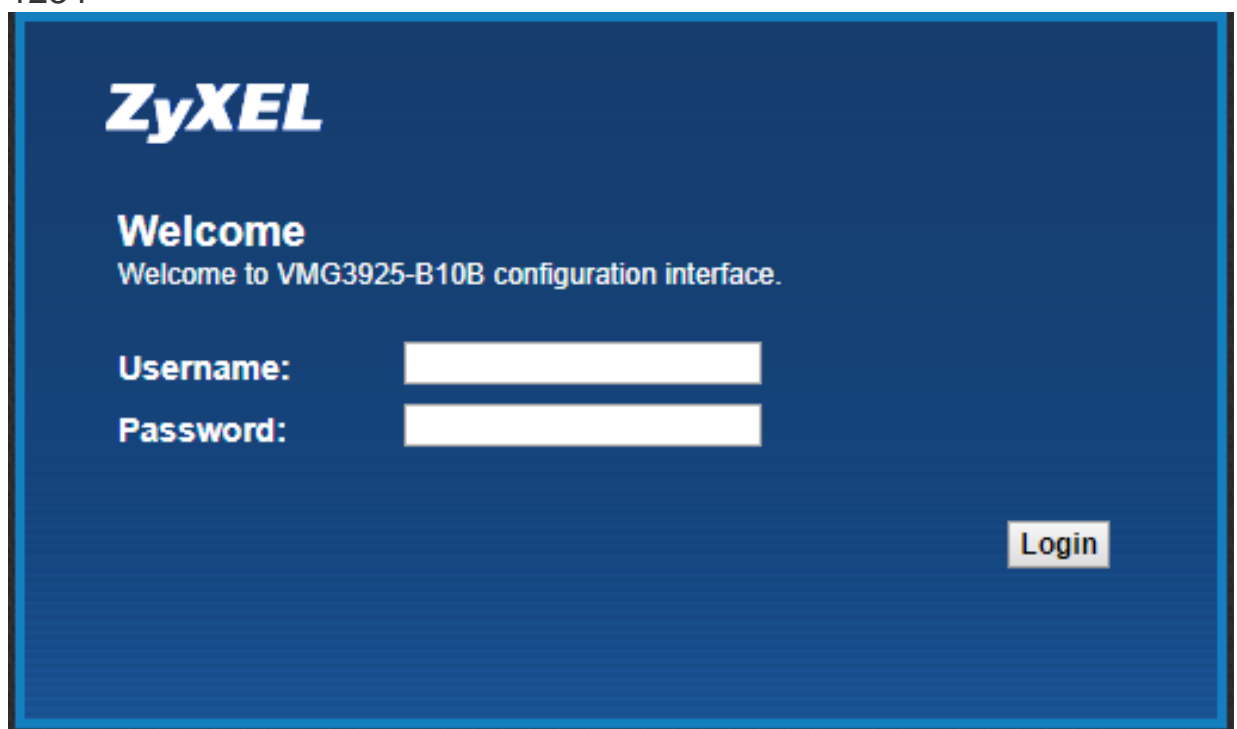 ZyXEL
Welcome
Welcome to VMG3925-B10B configuration interface.
Username:
Password:
Login